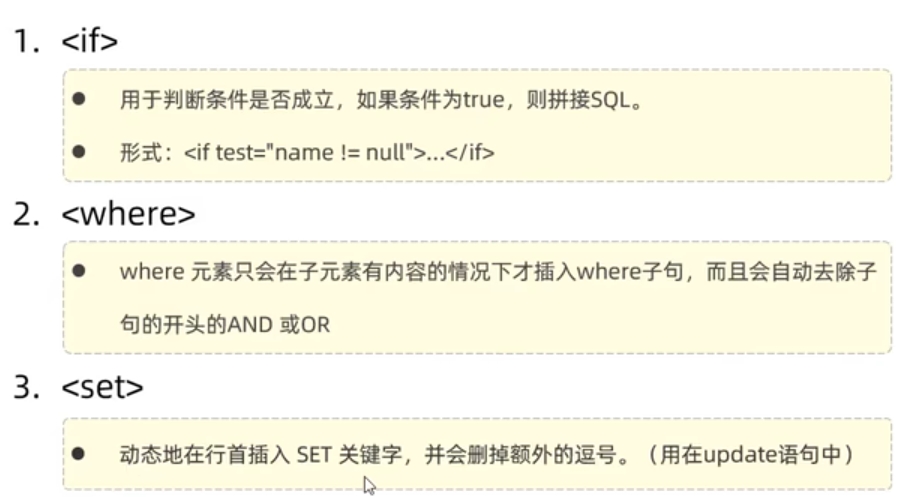 1. <if>
● 用于判断条件是否成立，如果条件为true，则拼接SQL。
● 形式：<if test="name != null">...</if>
2. <where>
● where 元素只会在子元素有内容的情况下才插入where子句，而且会自动去除子
句的开头的AND 或OR
3. <set>
● 动态地在行首插入 SET 关键字，并会删掉额外的逗号。（用在update语句中）